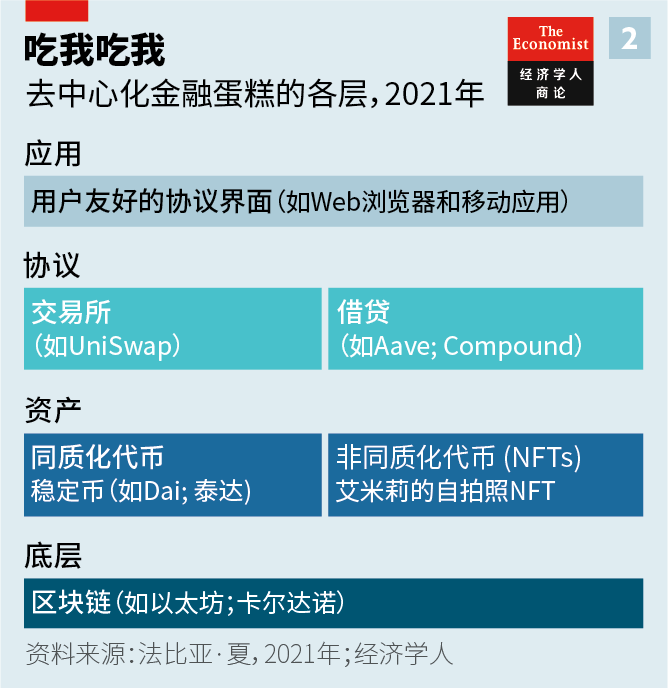 吃我吃我
去中心化金融蛋糕的各层，2021年
The
Economist
经济学人
商论
2
应用
用户友好的协议界面（如Web浏览器和移动应用）
协议
交易所
（如UniSwap）
借贷
（如Aave; Compound）
资产
同质化代币
稳定币（如Dai; 泰达)
非同质化代币 (NFTs)
艾米莉的自拍照NFT
底层
区块链（如以太坊；卡尔达诺）
资料来源：法比亚·夏，2021年；经济学人